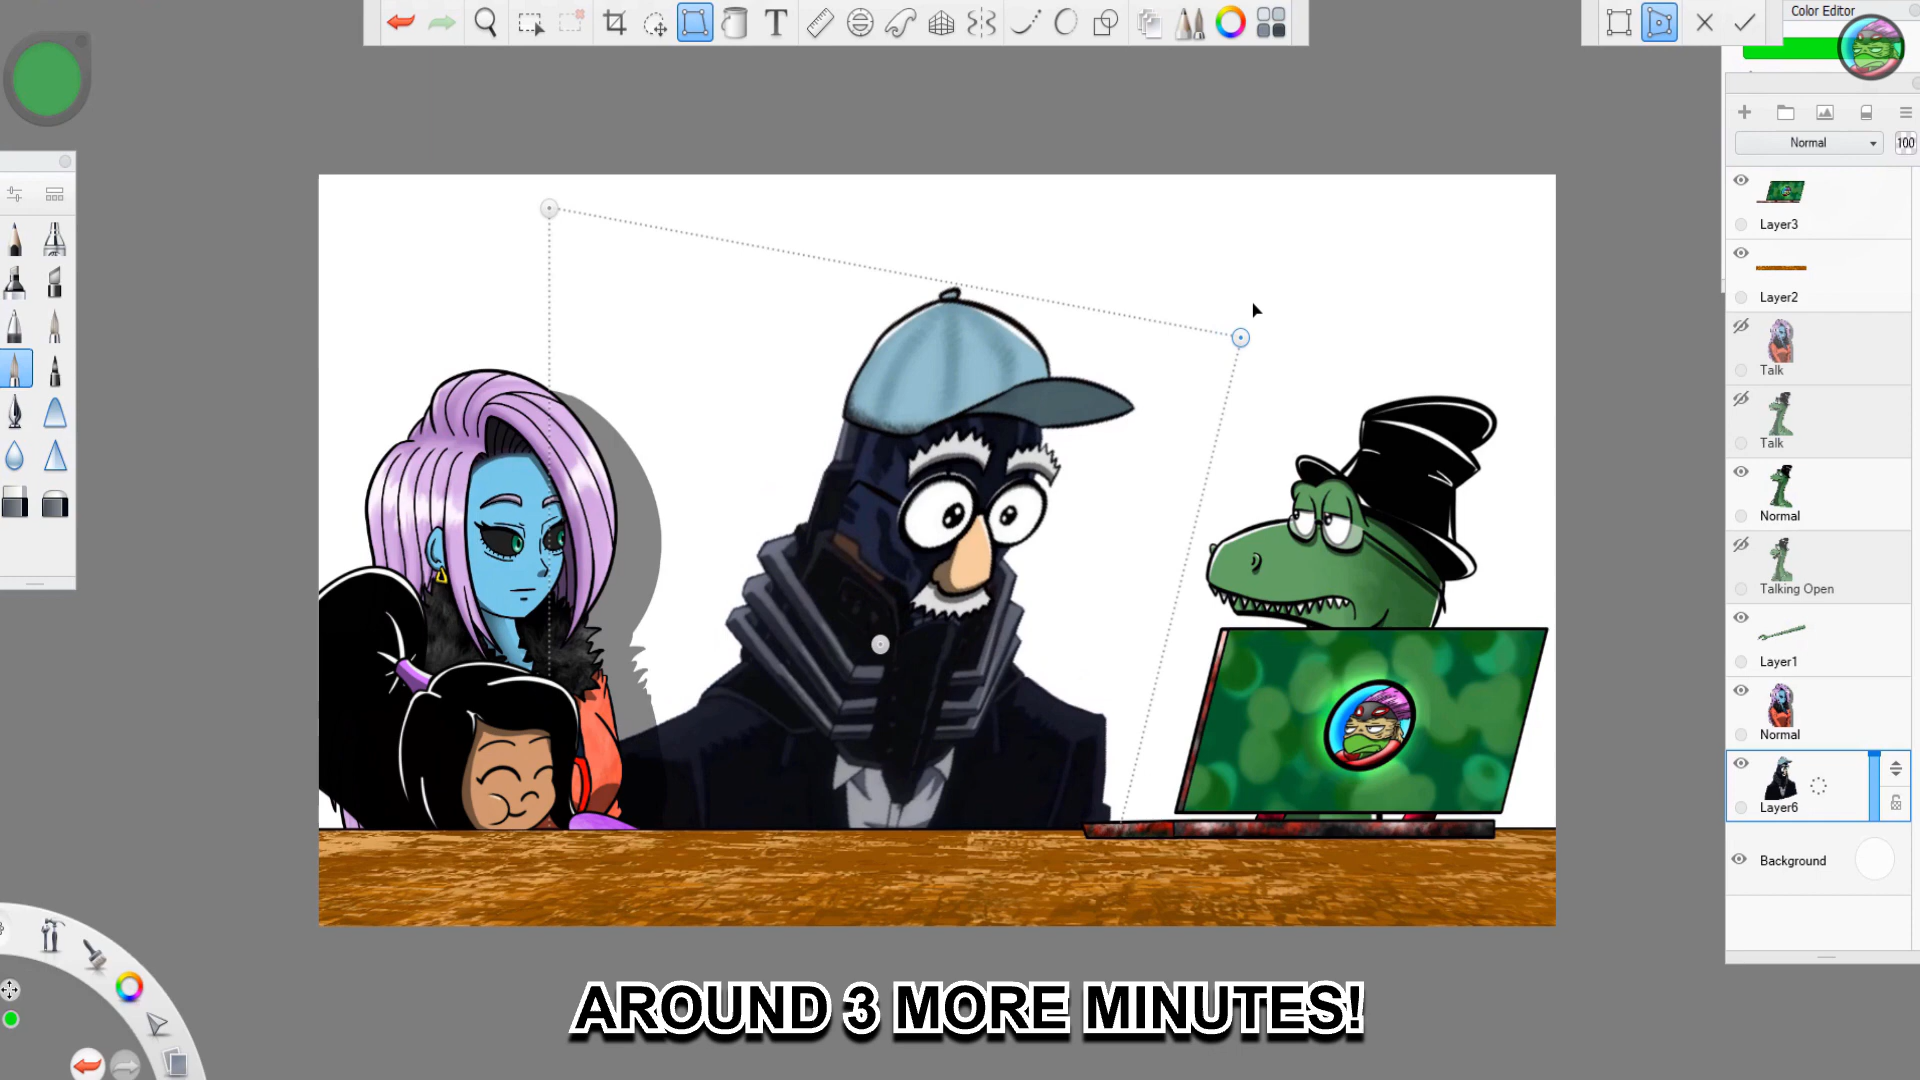 Color Editor
Normal
100
Layer3
Layer2
Talk
Talk
Normal
Talking Open
Layer1
Normal
Layer6
Background
AROUND 3 MORE MINUTES!